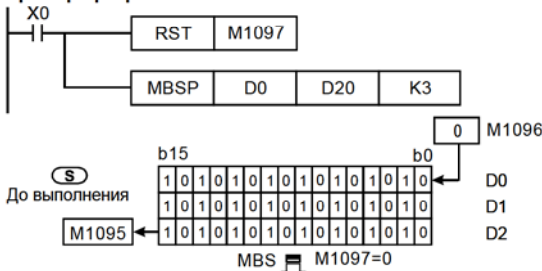 X0
RST M1097
MBSP D0 D20 K3
0 M1096
b15 b0
S
До выполнения
1 0 1 0 1 0 1 0 1 0 1 0 1 0 1 0 D0
1 0 1 0 1 0 1 0 1 0 1 0 1 0 1 0 D1
M1095 1 0 1 0 1 0 1 0 1 0 1 0 1 0 1 0 D2
MBS M1097=0